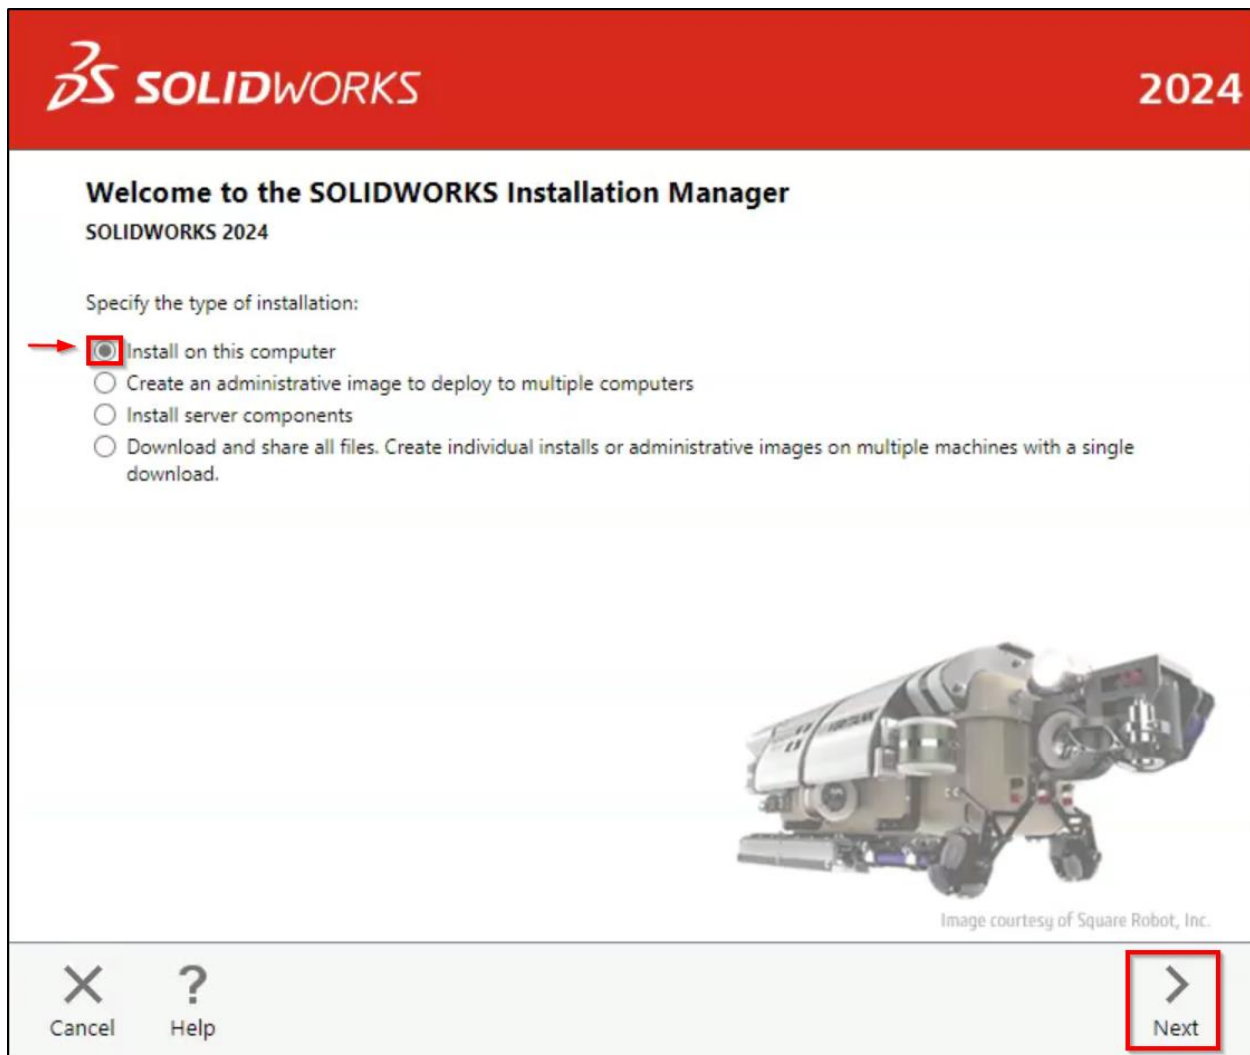 SOLIDWORKS
2024
Welcome to the SOLIDWORKS Installation Manager
SOLIDWORKS 2024
Specify the type of installation:
Install on this computer
Create an administrative image to deploy to multiple computers
Install server components
Download and share all files. Create individual installs or administrative images on multiple machines with a single
download.
Image courtesy of Square Robot, Inc.
Cancel
Help
Next